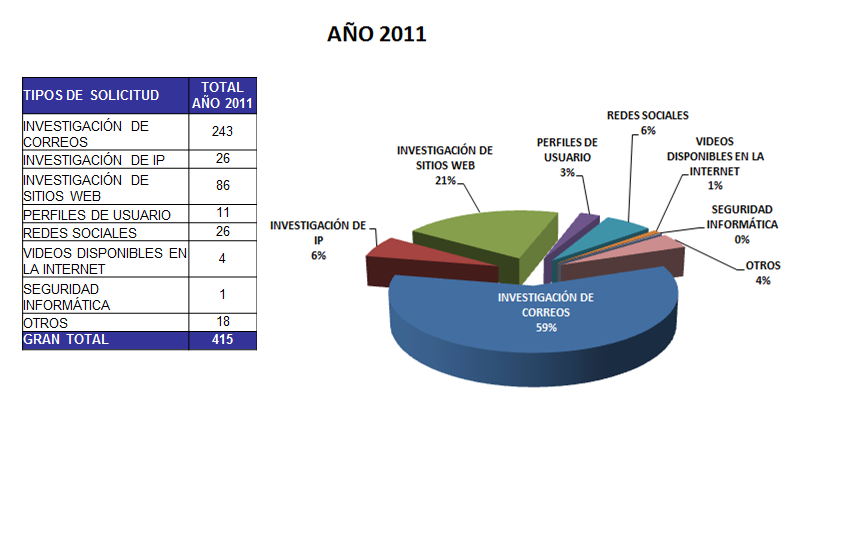 AÑO 2011
TIPOS DE SOLICITUD
TOTAL
AÑO 2011
INVESTIGACIÓN DE
CORREOS
243
INVESTIGACIÓN DE IP
26
INVESTIGACIÓN DE
SITIOS WEB
86
PERFILES DE USUARIO
11
REDES SOCIALES
26
VIDEOS DISPONIBLES EN
LA INTERNET
4
SEGURIDAD
INFORMÁTICA
1
OTROS
18
GRAN TOTAL
415
REDES SOCIALES
6%
PERFILES DE
USUARIO
3%
VIDEOS
DISPONIBLES EN LA
INTERNET
1%
INVESTIGACIÓN DE
SITIOS WEB
21%
SEGURIDAD
INFORMÁTICA
0%
INVESTIGACIÓN DE
IP
6%
OTROS
4%
INVESTIGACIÓN DE
CORREOS
59%